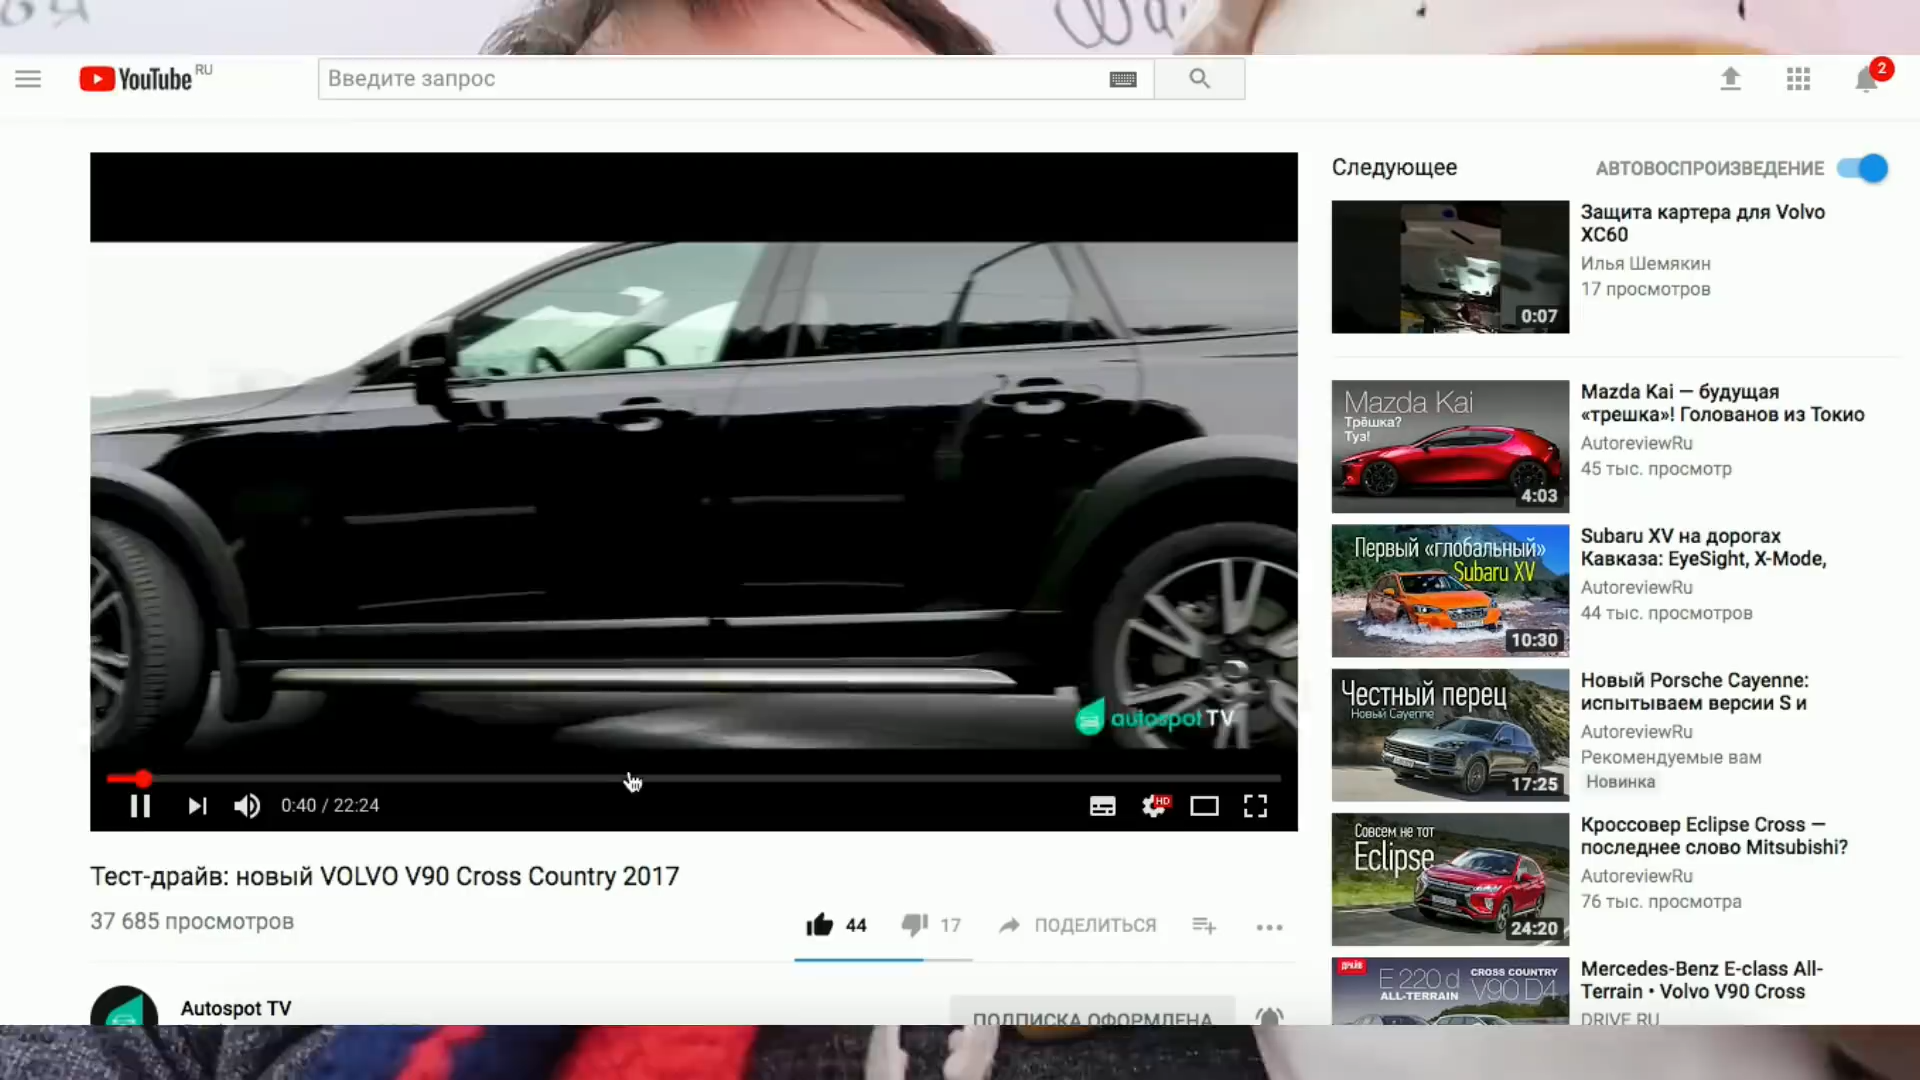 YouTube RU
Введите запрос
2
Следующее
АВТОВОСПРОИЗВЕДЕНИЕ
Защита картера для Volvo
XC60
Илья Шемякин
17 просмотров
0:07
Mazda Kai
Трёшка?
Туз!
4:03
Mazda Kai — будущая
«трешка»! Голованов из Токио
AutoreviewRu
45 тыс. просмотр
Первый «глобальный»
Subaru XV
10:30
Subaru XV на дорогах
Кавказа: EyeSight, X-Mode,
AutoreviewRu
44 тыс. просмотров
Честный перец
Новый Cayenne
17:25
Новый Porsche Cayenne:
испытываем версии S и
AutoreviewRu
Рекомендуемые вам
Новинка
Совсем не тот
Eclipse
24:20
Кроссовер Eclipse Cross —
последнее слово Mitsubishi?
AutoreviewRu
76 тыс. просмотра
ДРАЙВ
E 220 d
ALL-TERRAIN
CROSS COUNTRY
V90 D4
Mercedes-Benz E-class All-
Terrain • Volvo V90 Cross
DRIVE.RU
autospot TV
0:40 / 22:24
HD
Тест-драйв: новый VOLVO V90 Cross Country 2017
37 685 просмотров
44
17
ПОДЕЛИТЬСЯ
Autospot TV
ПОДПИСКА ОФОРМЛЕНА